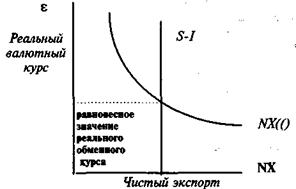 ε
Реальный
валютный
курс
S-I
равновесное
значение
реального
обменного
курса
NX(()
NX
Чистый экспорт